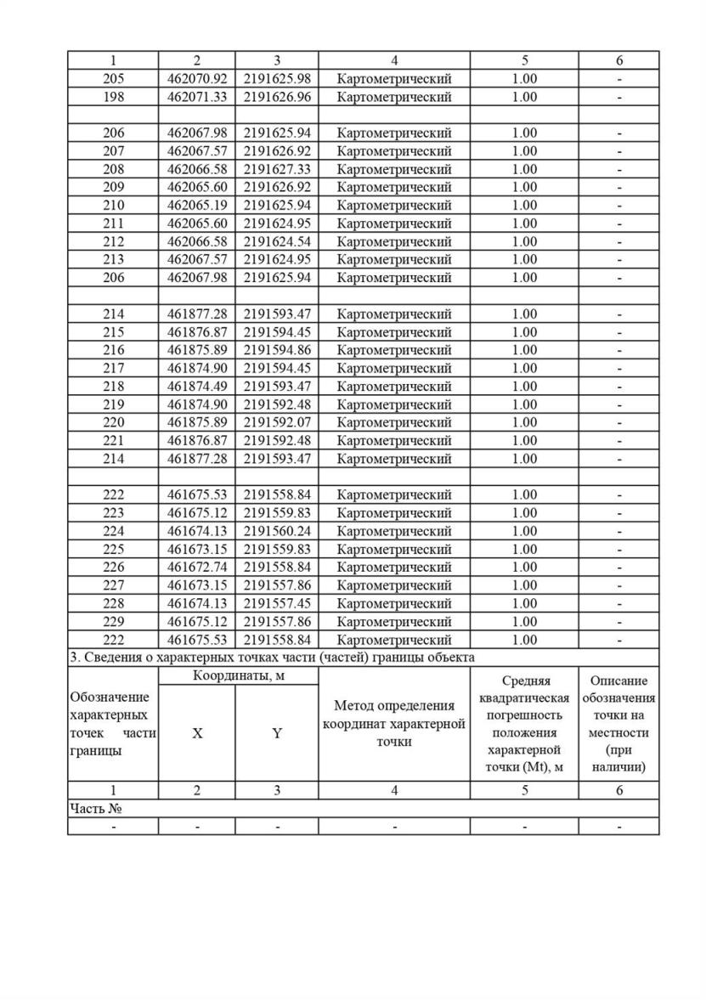 1 2 3 4 5 6
205 462070.92 2191625.98 Картометрический 1.00 -
198 462071.33 2191626.96 Картометрический 1.00 -
206 462067.98 2191625.94 Картометрический 1.00 -
207 462067.57 2191626.92 Картометрический 1.00 -
208 462066.58 2191627.33 Картометрический 1.00 -
209 462065.60 2191626.92 Картометрический 1.00 -
210 462065.19 2191625.94 Картометрический 1.00 -
211 462065.60 2191624.95 Картометрический 1.00 -
212 462066.58 2191624.54 Картометрический 1.00 -
213 462067.57 2191624.95 Картометрический 1.00 -
206 462067.98 2191625.94 Картометрический 1.00 -
214 461877.28 2191593.47 Картометрический 1.00 -
215 461876.87 2191594.45 Картометрический 1.00 -
216 461875.89 2191594.86 Картометрический 1.00 -
217 461874.90 2191594.45 Картометрический 1.00 -
218 461874.49 2191593.47 Картометрический 1.00 -
219 461874.90 2191592.48 Картометрический 1.00 -
220 461875.89 2191592.07 Картометрический 1.00 -
221 461876.87 2191592.48 Картометрический 1.00 -
214 461877.28 2191593.47 Картометрический 1.00 -
222 461675.53 2191558.84 Картометрический 1.00 -
223 461675.12 2191559.83 Картометрический 1.00 -
224 461674.13 2191560.24 Картометрический 1.00 -
225 461673.15 2191559.83 Картометрический 1.00 -
226 461672.74 2191558.84 Картометрический 1.00 -
227 461673.15 2191557.86 Картометрический 1.00 -
228 461674.13 2191557.45 Картометрический 1.00 -
229 461675.12 2191557.86 Картометрический 1.00 -
222 461675.53 2191558.84 Картометрический 1.00 -
3. Сведения о характерных точках части (частей) границы объекта
Обозначение
характерных
точек части
границы
Координаты, м
X Y
Метод определения
координат характерной
точки
Средняя
квадратическая
погрешность
положения
характерной
точки (Mt), м
Описание
обозначения
точки на
местности
(при
наличии)
1 2 3 4 5 6
Часть №
- - - - - -